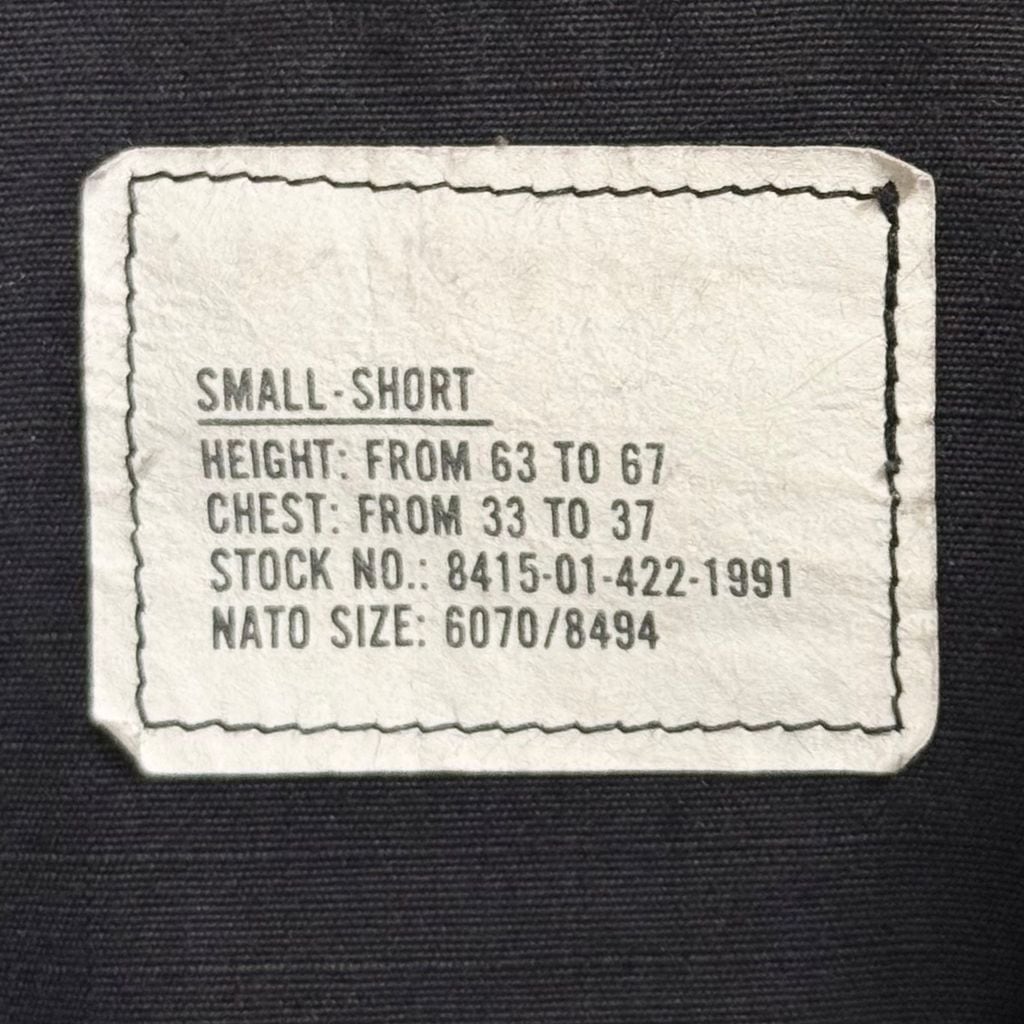 SMALL-SHORT
HEIGHT: FROM 63 TO 67
CHEST: FROM 33 TO 37
STOCK NO.: 8415-01-422-1991
NATO SIZE: 6070/8494